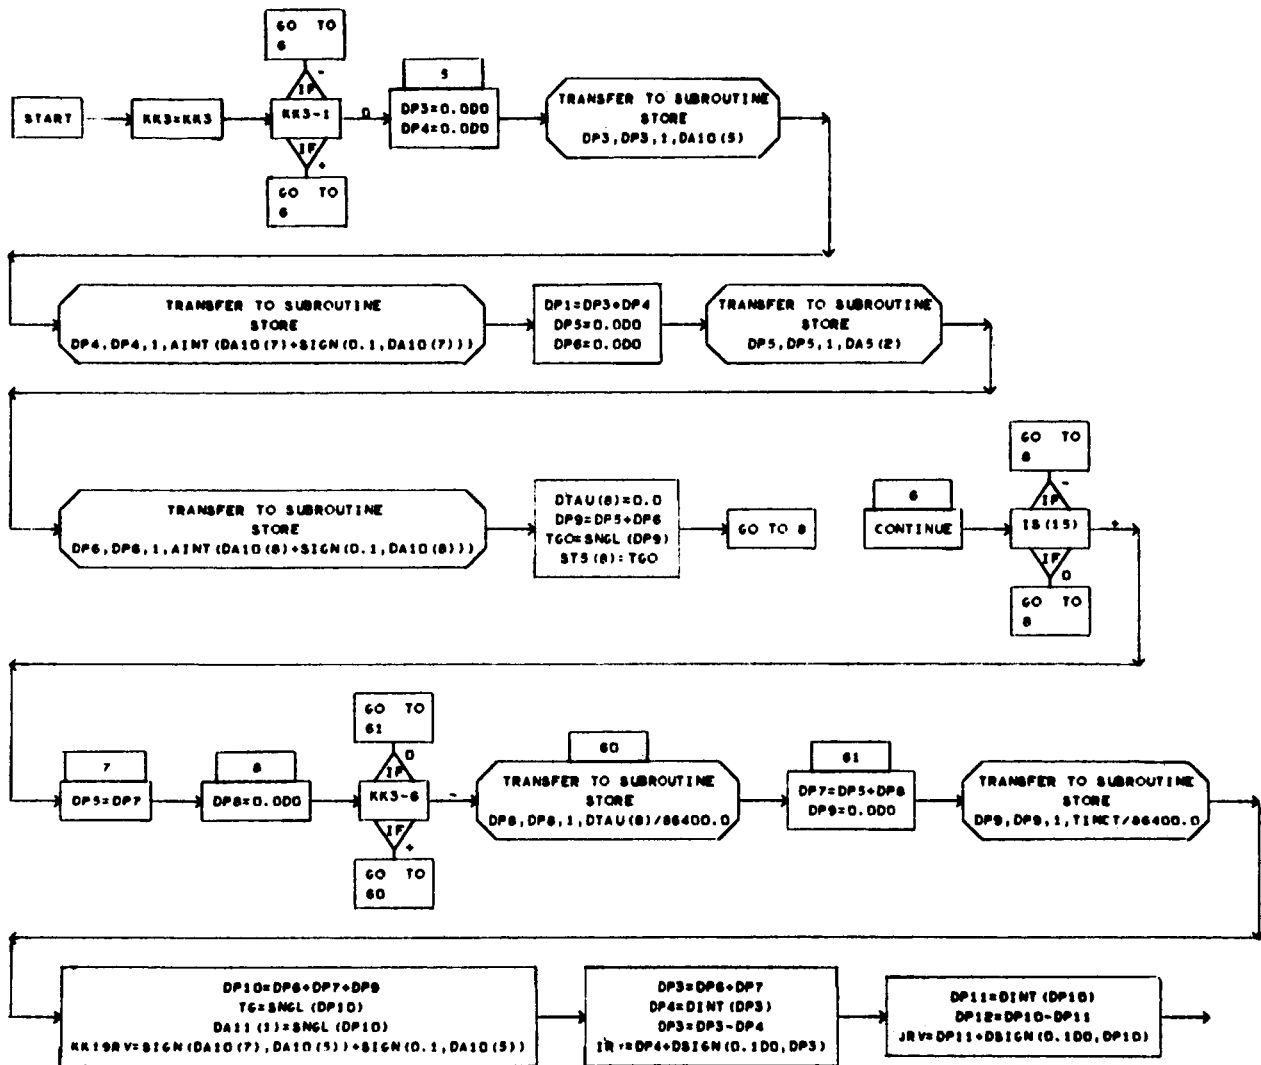 GO TO
6
5
START
KK3=KK3
IF
-
KK3-1
0
DP3=0.0D0
DP4=0.0D0
TRANSFER TO SUBROUTINE
STORE
DP3,DP3,1,DA10(5)
IF
+
GO TO
6
TRANSFER TO SUBROUTINE
STORE
DP4,DP4,1,AINT(DA10(7)+SIGN(0.1,DA10(7)))
DP1=DP3+DP4
DP5=0.0D0
DP6=0.0D0
TRANSFER TO SUBROUTINE
STORE
DP5,DP5,1,DA5(2)
TRANSFER TO SUBROUTINE
STORE
DP6,DP6,1,AINT(DA10(8)+SIGN(0.1,DA10(8)))
DTAU(8)=0.0
DP9=DP5+DP6
TGO=SNGL(DP9)
ST5(8)=TGO
GO TO 8
6
CONTINUE
GO TO
8
IF
-
IS(15)
+
IF
0
GO TO
8
7
DP5=DP7
8
DP8=0.0D0
GO TO
61
IF
0
KK3-6
-
IF
+
GO TO
60
60
TRANSFER TO SUBROUTINE
STORE
DP8,DP8,1,DTAU(8)/86400.0
61
DP7=DP5+DP8
DP9=0.0D0
TRANSFER TO SUBROUTINE
STORE
DP9,DP9,1,TIMCT/86400.0
DP10=DP6+DP7+DP9
TG=SNGL(DP10)
DA11(1)=SNGL(DP10)
KK19RV=SIGN(DA10(7),DA10(5))+SIGN(0.1,DA10(5))
DP3=DP6+DP7
DP4=DINT(DP3)
DP3=DP3-DP4
=DP4+DSIGN(0.1D0,DP3)
DP11=DINT(DP10)
DP12=DP10-DP11
JRV=DP11+DSIGN(0.1D0,DP10)